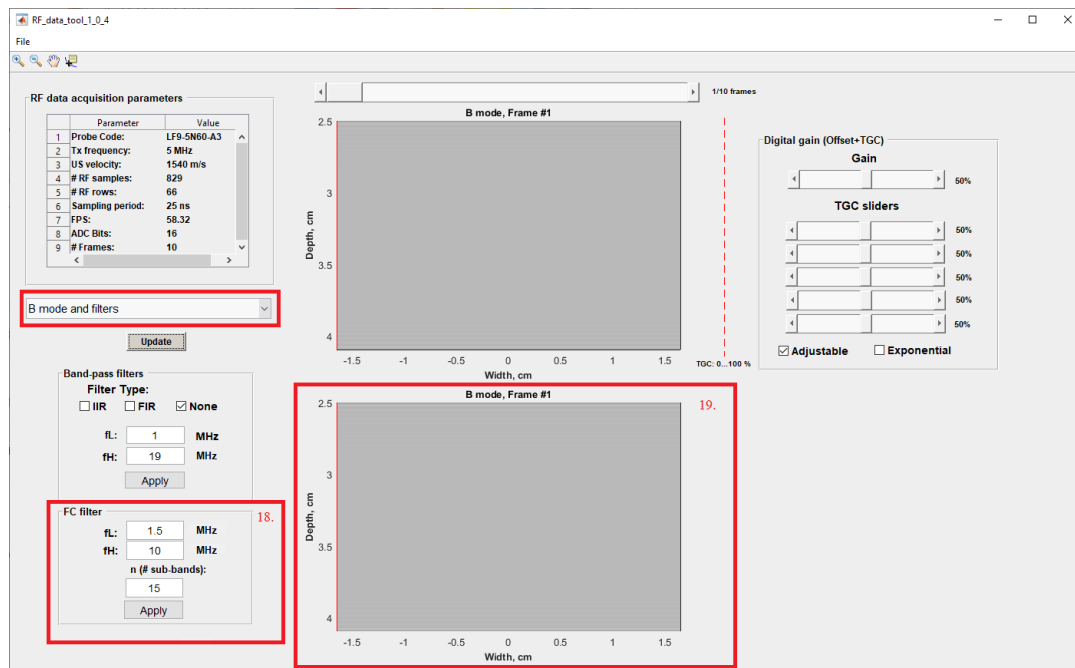 RF_data_tool_1_0_4
File
RF data acquisition parameters
Parameter Value
1 Probe Code: LF9-5N60-A3
2 Tx frequency: 5 MHz
3 US velocity: 1540 m/s
4 # RF samples: 829
5 # RF rows: 66
6 Sampling period: 25 ns
7 FPS: 58.32
8 ADC Bits: 16
9 # Frames: 10
B mode and filters
Update
Band-pass filters
Filter Type:
IIR FIR None
fL: 1 MHz
fH: 19 MHz
Apply
FC filter
18.
fL: 1.5 MHz
fH: 10 MHz
n (# sub-bands):
15
Apply
1/10 frames
B mode, Frame #1
2.5
3
3.5
4
Depth, cm
-1.5 -1 -0.5 0 0.5 1 1.5
Width, cm
TGC: 0...100 %
B mode, Frame #1
19.
2.5
3
3.5
4
Depth, cm
-1.5 -1 -0.5 0 0.5 1 1.5
Width, cm
Digital gain (Offset+TGC)
Gain
50%
TGC sliders
50%
50%
50%
50%
50%
Adjustable Exponential